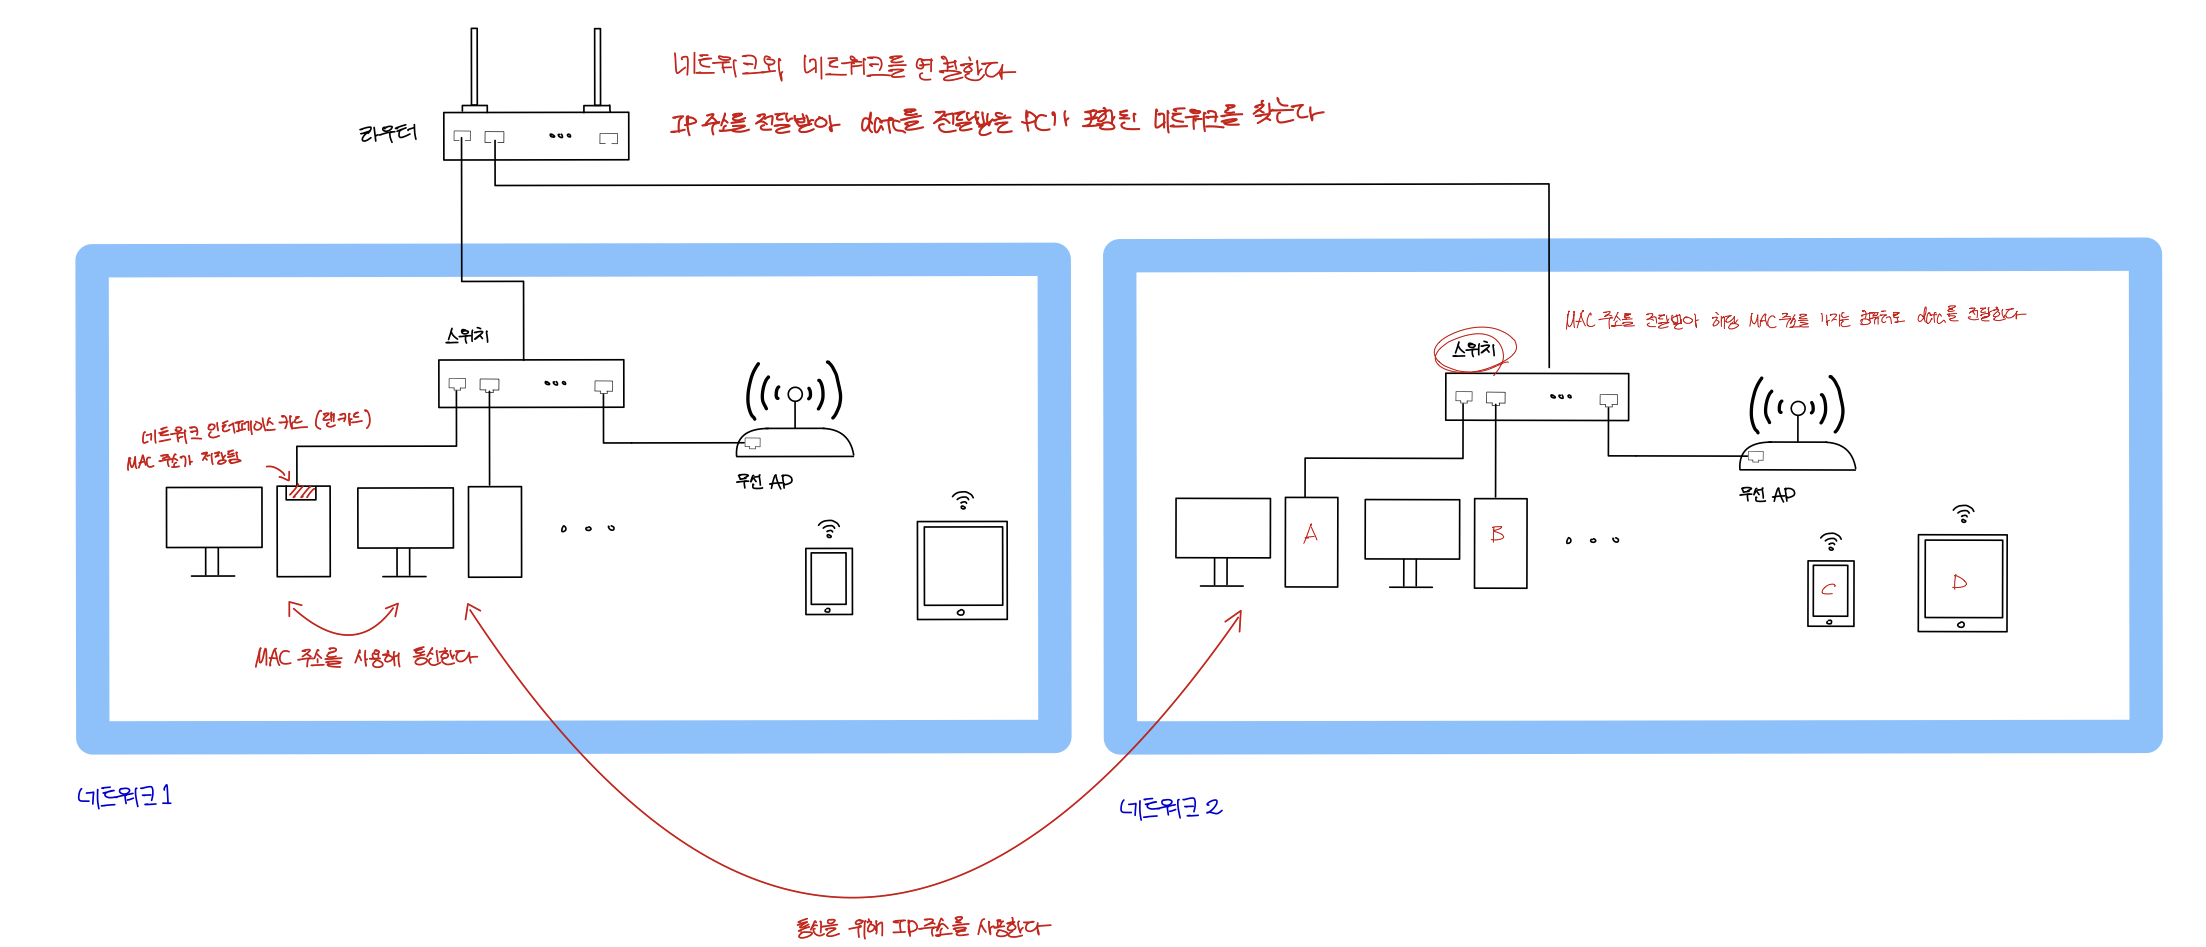 네트워크와 네트워크를 연결한다
IP 주소를 전달받아 data를 전달받을 PC가 포함된 네트워크를 찾는다
라우터
스위치
네트워크 인터페이스 카드 (랜카드)
MAC 주소가 저장됨
무선 AP
MAC 주소를 사용해 통신한다
네트워크 1
MAC 주소를 전달받아 해당 MAC 주소를 가지는 컴퓨터로 data를 전달한다
스위치
무선 AP
A
B
C
D
네트워크 2
통신을 위해 IP주소를 사용한다